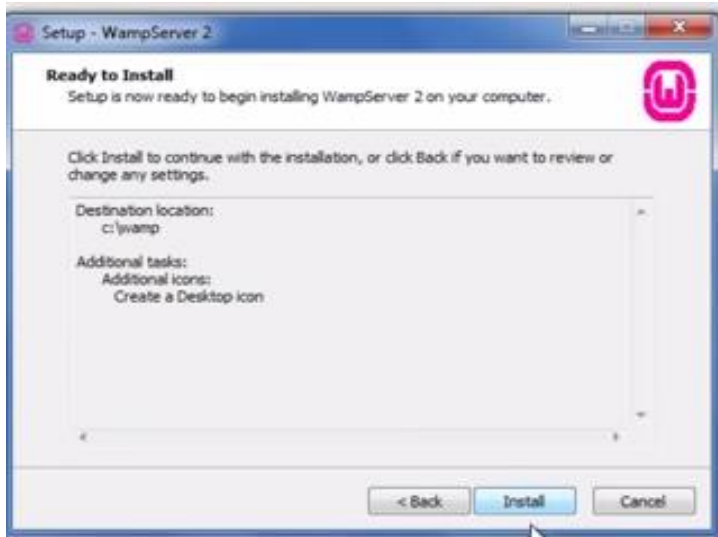 Setup - WampServer 2
Ready to Install
Setup is now ready to begin installing WampServer 2 on your computer.
Click Install to continue with the installation, or click Back if you want to review or
change any settings.
Destination location:
c:\wamp
Additional tasks:
Additional icons:
Create a Desktop icon
< Back
Install
Cancel